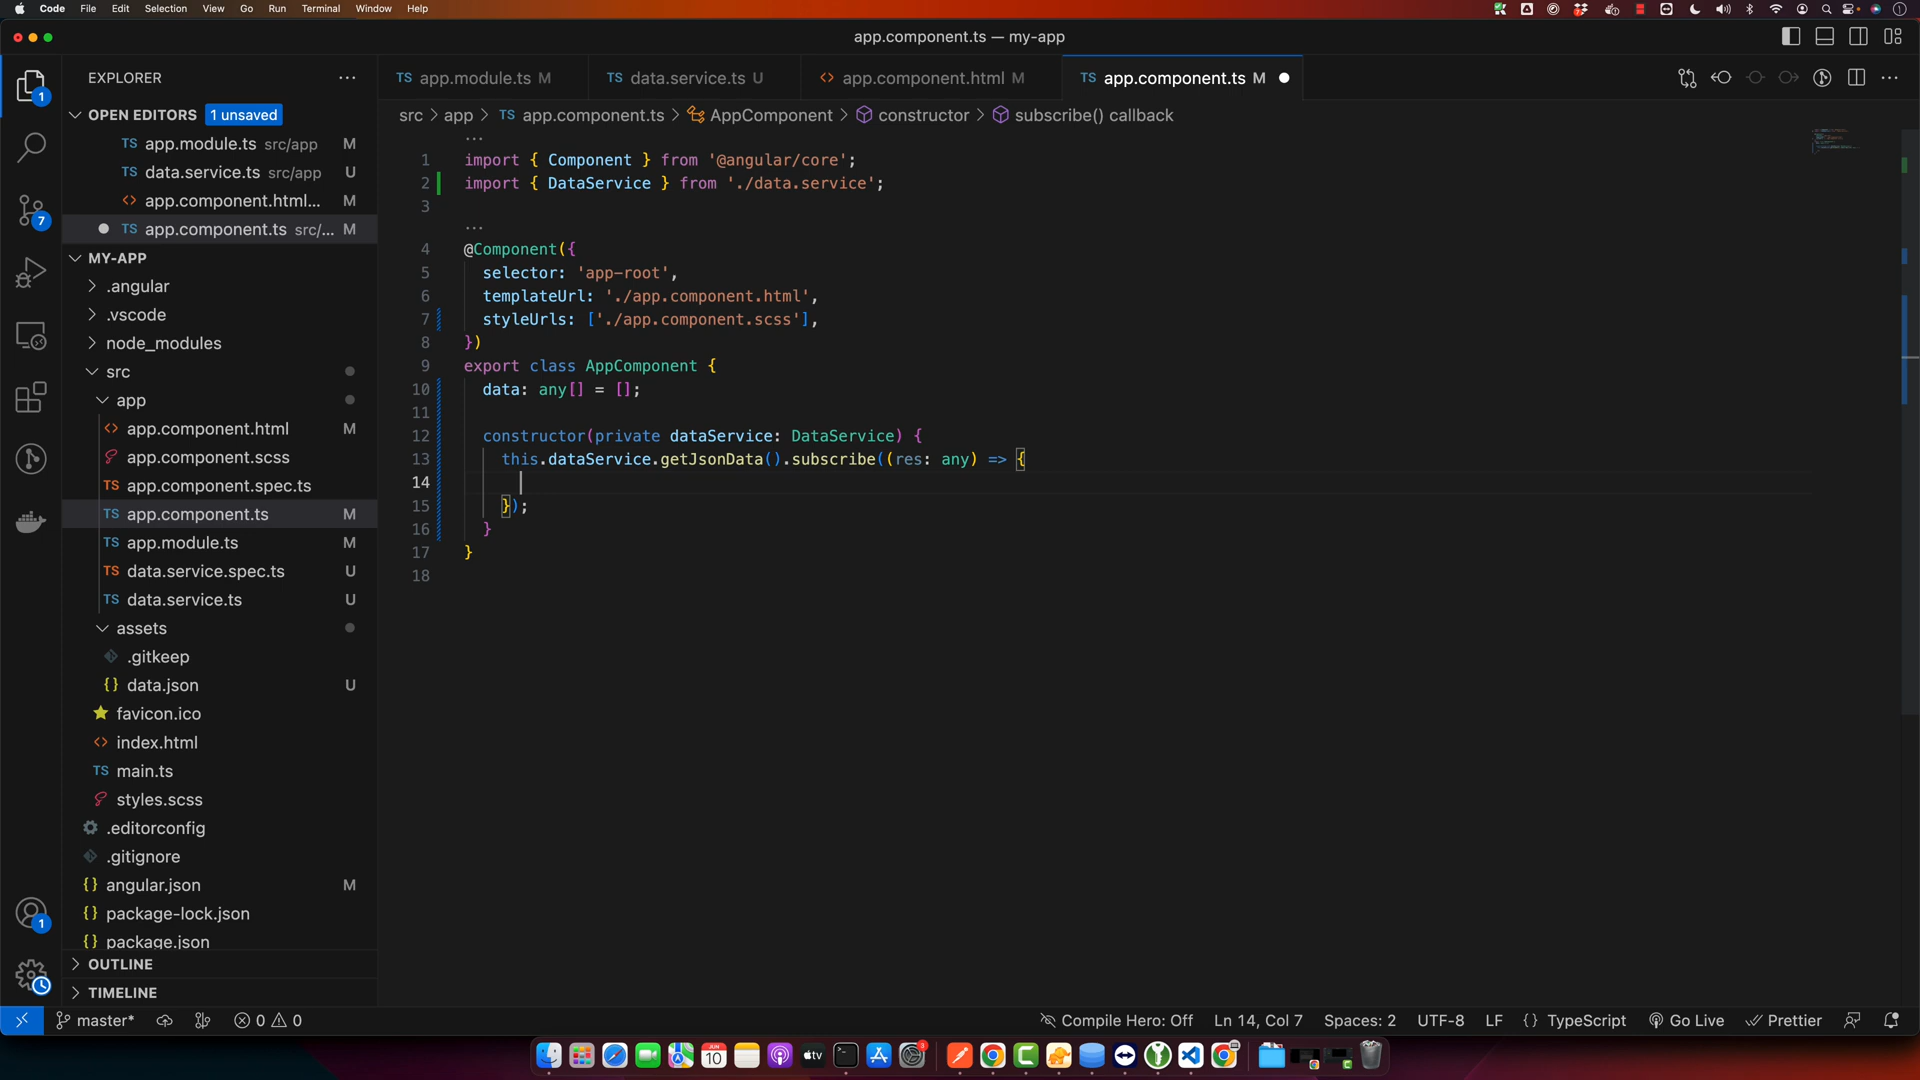 Code File Edit Selection View Go Run Terminal Window Help
app.component.ts — my-app
EXPLORER
OPEN EDITORS 1 unsaved
TS app.module.ts src/app M
TS data.service.ts src/app U
<> app.component.html... M
TS app.component.ts src/... M
MY-APP
.angular
.vscode
node_modules
src
app
<> app.component.html M
app.component.scss
TS app.component.spec.ts
TS app.component.ts M
TS app.module.ts M
TS data.service.spec.ts U
TS data.service.ts U
assets
.gitkeep
{} data.json U
favicon.ico
<> index.html
TS main.ts
styles.scss
.editorconfig
.gitignore
{} angular.json M
{} package-lock.json
{} package.json
OUTLINE
TIMELINE
1
7
1
TS app.module.ts M
TS data.service.ts U
<> app.component.html M
TS app.component.ts M
src > app > TS app.component.ts > AppComponent > constructor > subscribe() callback
...
1 import { Component } from '@angular/core';
2 import { DataService } from './data.service';
3
...
4 @Component({
5 selector: 'app-root',
6 templateUrl: './app.component.html',
7 styleUrls: ['./app.component.scss'],
8 })
9 export class AppComponent {
10 data: any[] = [];
11
12 constructor(private dataService: DataService) {
13 this.dataService.getJsonData().subscribe((res: any) => {
14
15 });
16 }
17 }
18
master* 0 0
Compile Hero: Off Ln 14, Col 7 Spaces: 2 UTF-8 LF {} TypeScript Go Live Prettier
JUN
10
tv